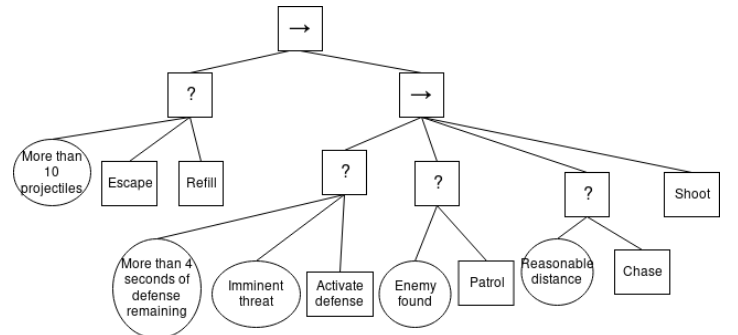 →
?
→
More than
10
projectiles
Escape
Refill
?
?
?
Shoot
More than 4
seconds of
defense
remaining
Imminent
threat
Activate
defense
Enemy
found
Patrol
Reasonable
distance
Chase